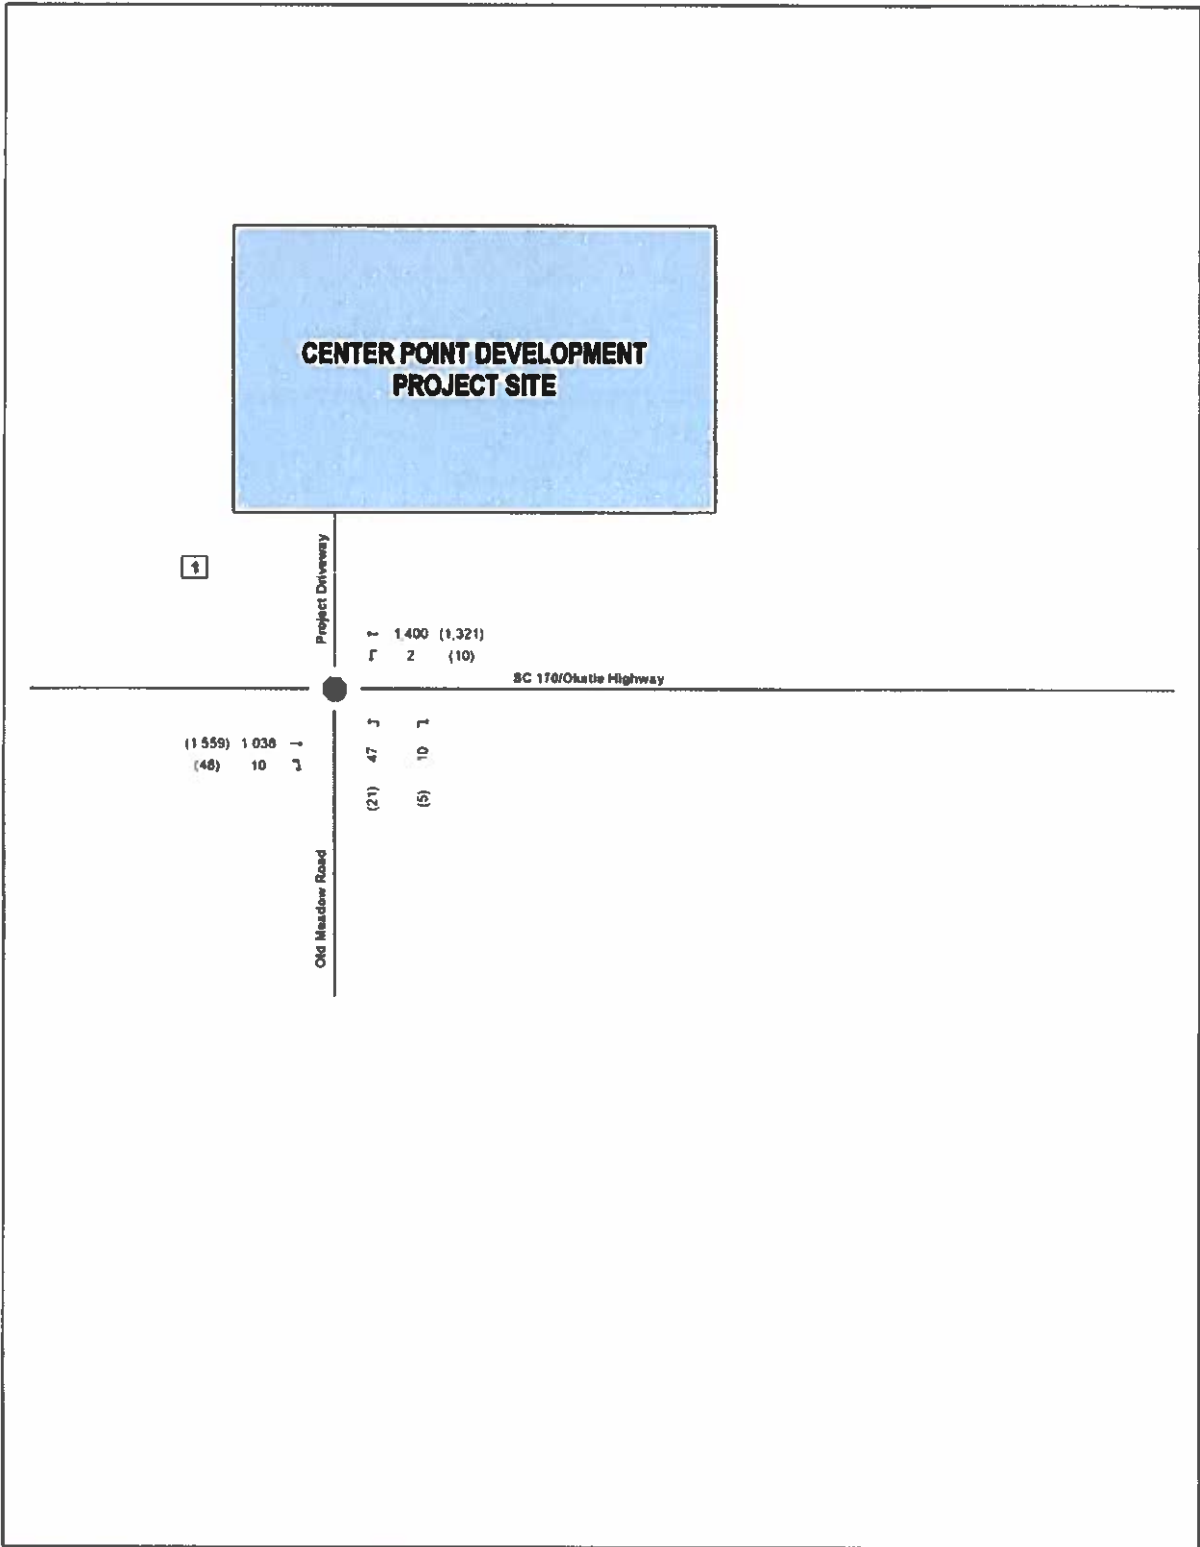 CENTER POINT DEVELOPMENT
PROJECT SITE
Project Driveway
1,400 (1,321)
2 (10)
SC 170/Okatie Highway
(1 559) 1 038
(48) 10
47 10
(21) (5)
Old Meadow Road